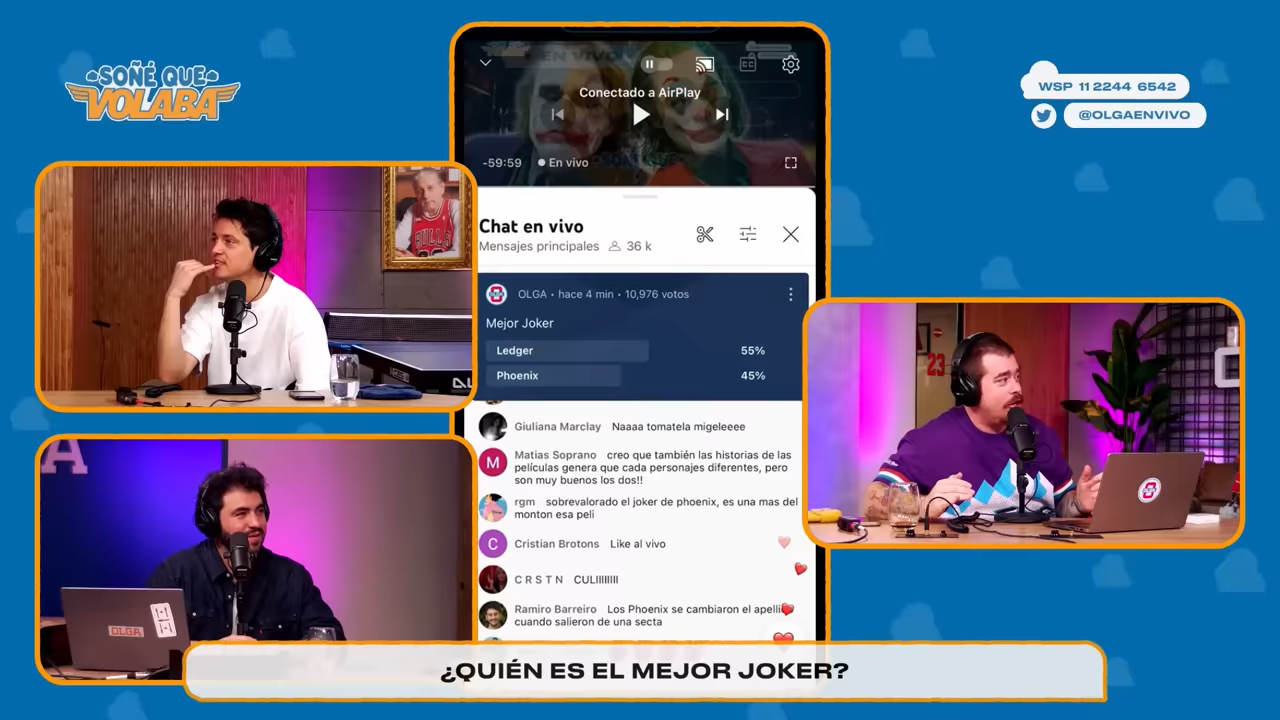 SOÑÉ QUE
VOLABA
WSP 11 2244 6542
@OLGAENVIVO
Conectado a AirPlay
-59:59
En vivo
Chat en vivo
Mensajes principales 36 k
OLGA • hace 4 min • 10,976 votos
Mejor Joker
Ledger 55%
Phoenix 45%
Giuliana Marclay Naaaa tomatela migeleeee
M
Matias Soprano creo que también las historias de las
películas genera que cada personajes diferentes, pero
son muy buenos los dos!!
rgm sobrevalorado el joker de phoenix, es una mas del
monton esa peli
C
Cristian Brotons Like al vivo
C R S T N CULIIIIIIII
Ramiro Barreiro Los Phoenix se cambiaron el apelli
cuando salieron de una secta
BULLS
23
A
OLGA
¿QUIÉN ES EL MEJOR JOKER?